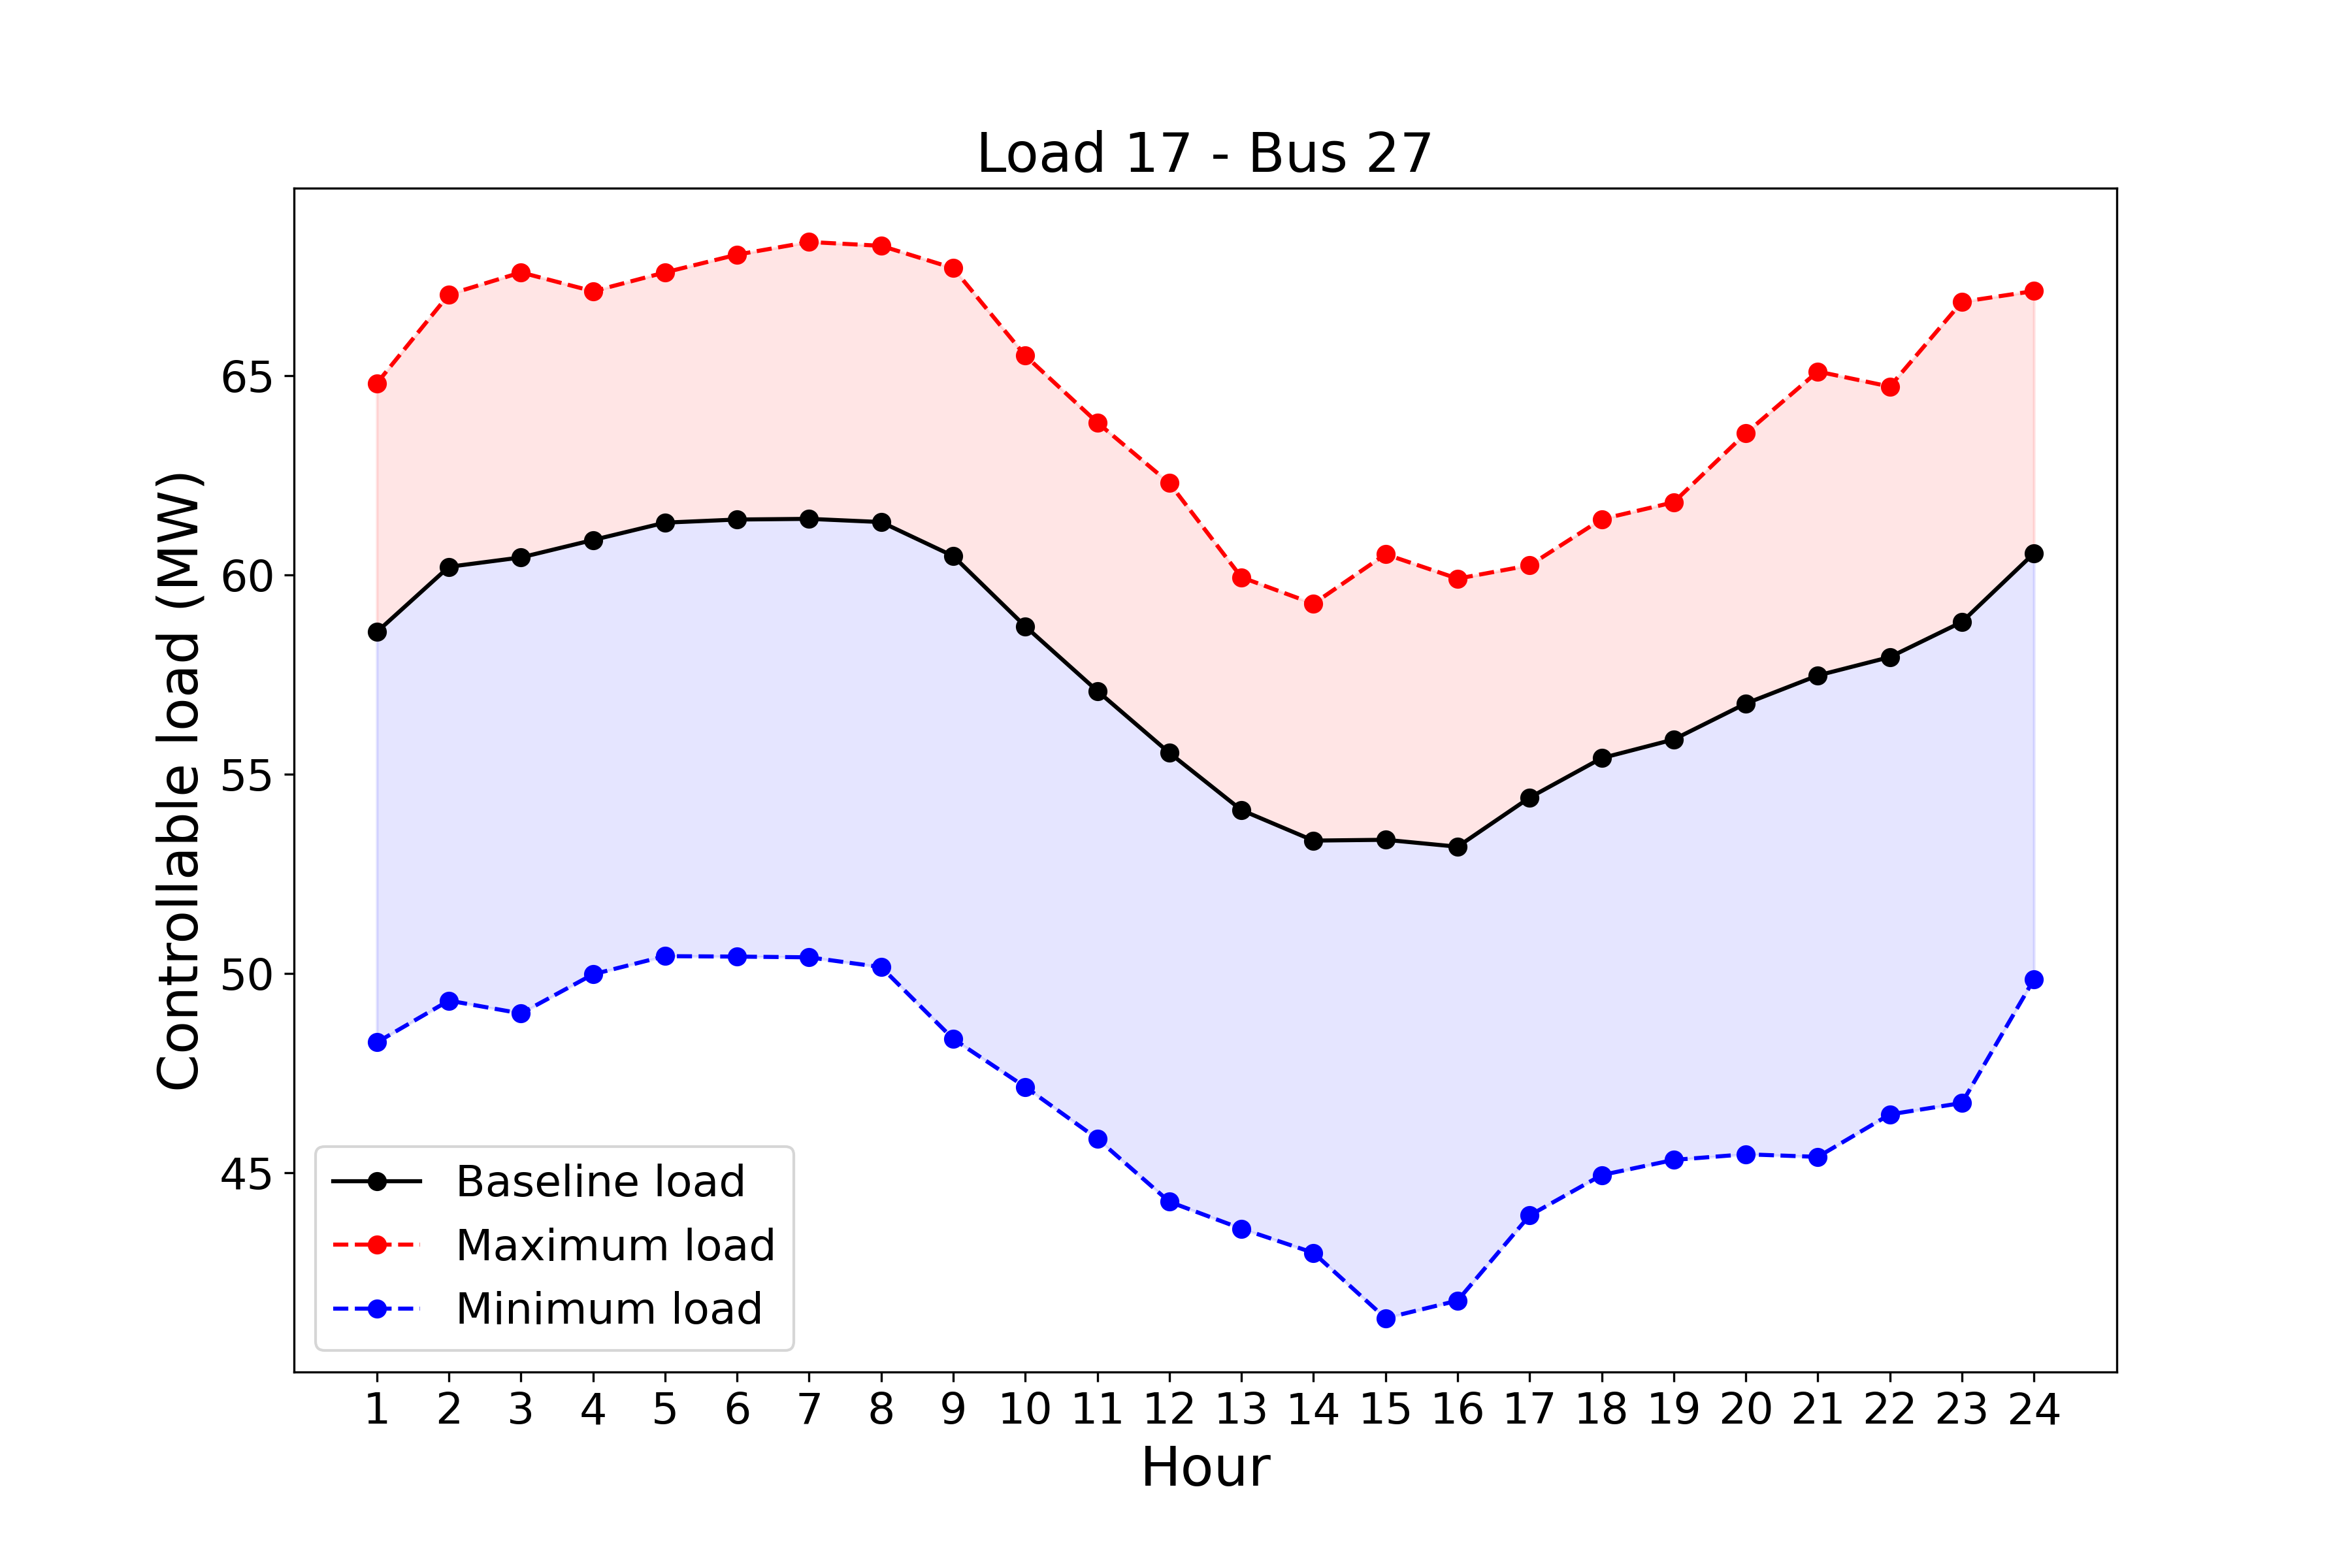 Load 17 - Bus 27
Controllable load (MW)
65
60
55
50
45
Baseline load
Maximum load
Minimum load
1 2 3 4 5 6 7 8 9 10 11 12 13 14 15 16 17 18 19 20 21 22 23 24
Hour